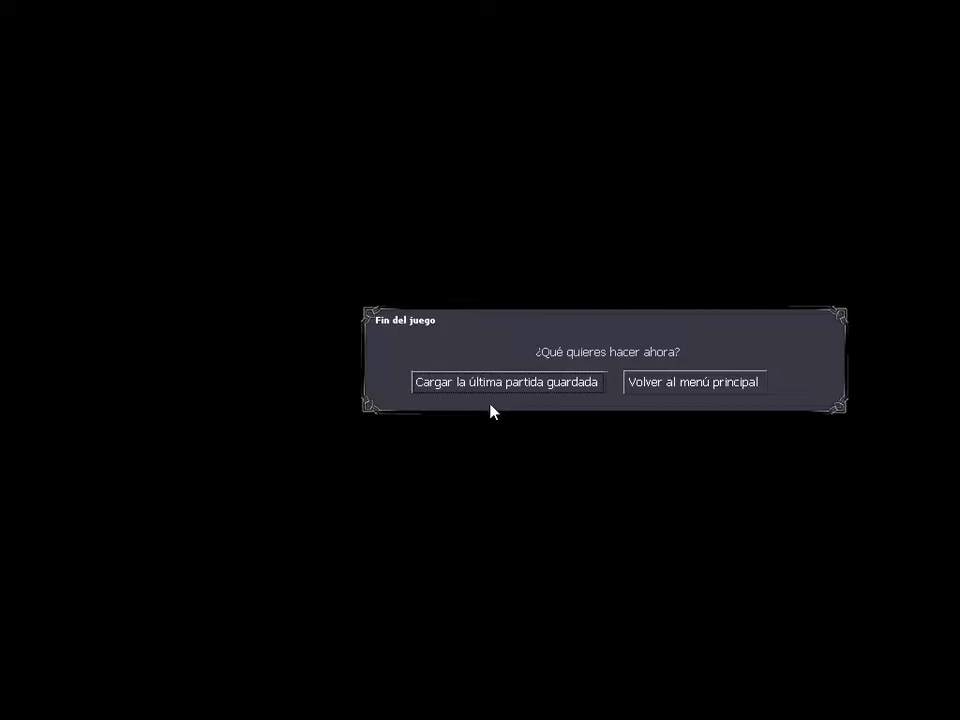 Fin del juego
¿Qué quieres hacer ahora?
Cargar la última partida guardada
Volver al menú principal